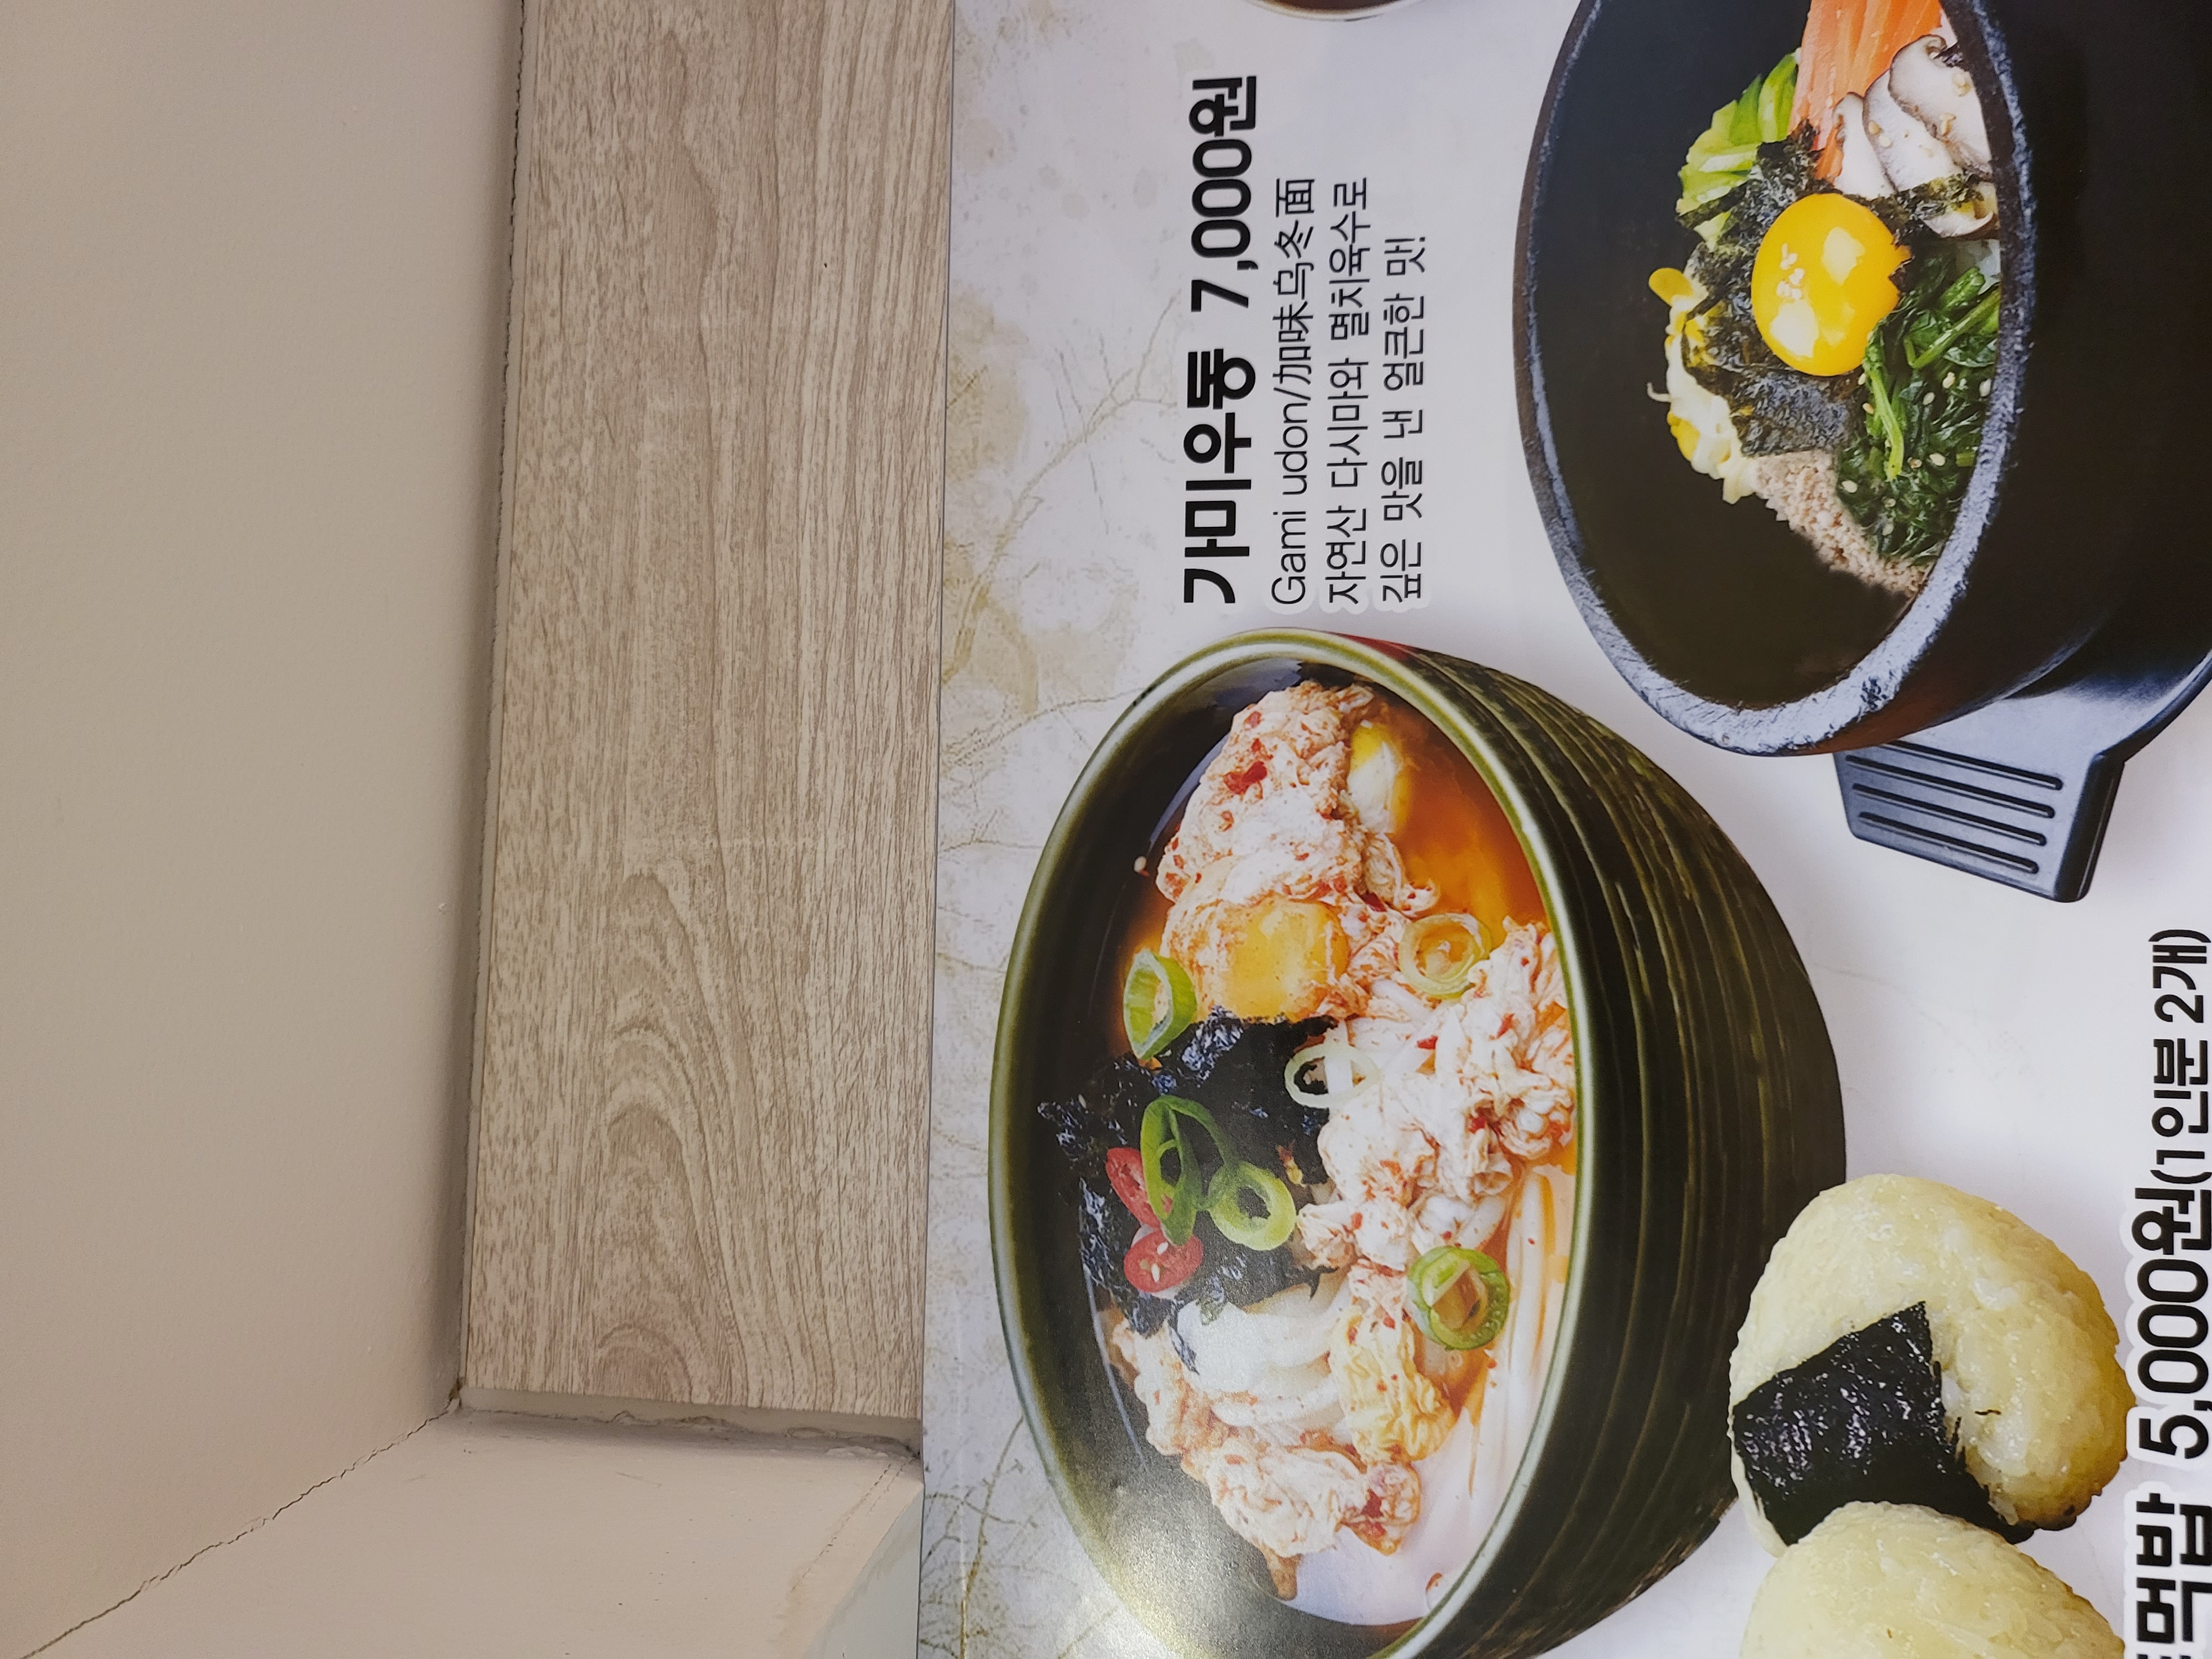 가미우동 7,000원
Gami udon/加味乌冬面
자연산 다시마와 멸치육수로
깊은 맛을 낸 얼큰한 맛!
먹밥 5,000원(1인분 2개)